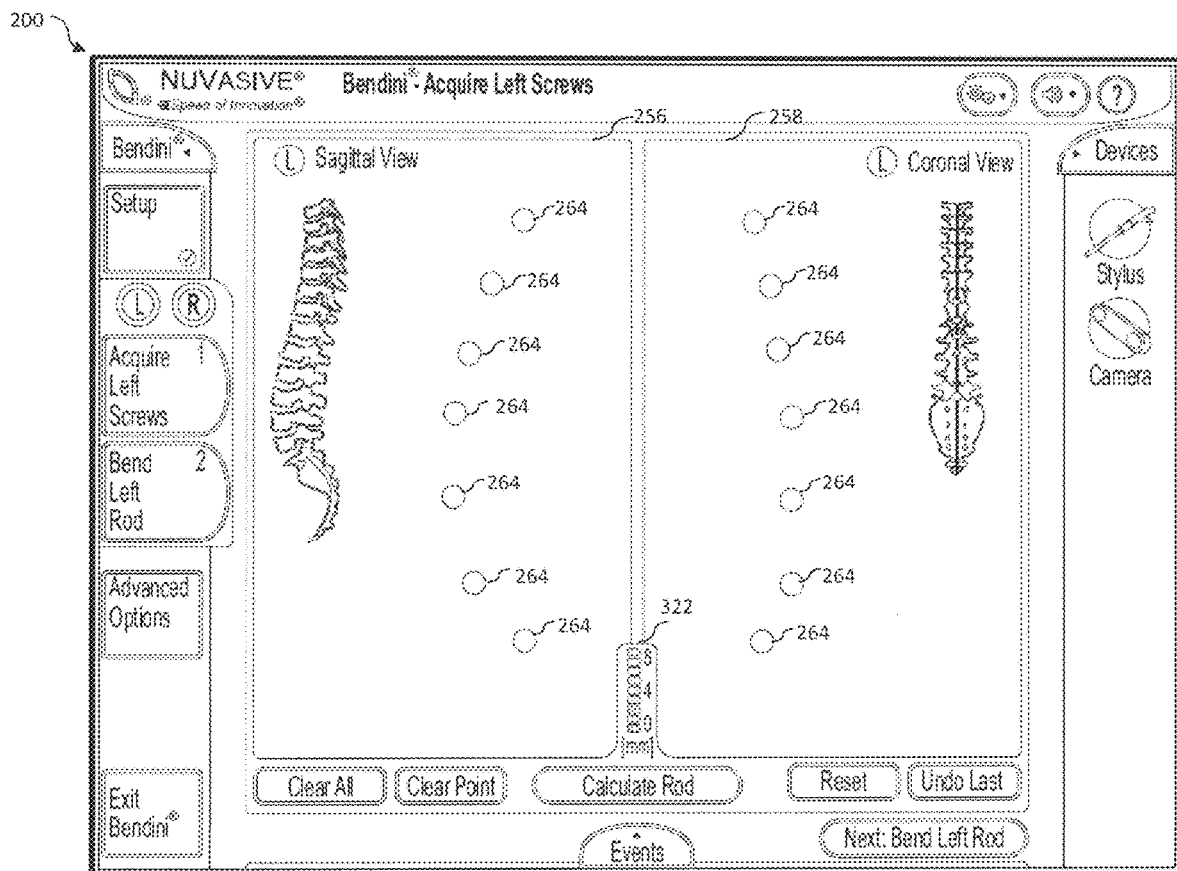 200
NUVASIVE®
Speed of Innovation®
Bendini® - Acquire Left Screws
?
256
258
Bendini®
Devices
L Sagittal View
L Coronal View
Setup
264
264
Stylus
264
264
L R
Acquire 1
Left
Screws
264
264
Camera
264
264
Bend 2
Left
Rod
264
264
Advanced
Options
264
264
322
264
264
4
0
(mm)
Clear All
Clear Point
Calculate Rod
Reset
Undo Last
Exit
Bendini®
Events
Next: Bend Left Rod